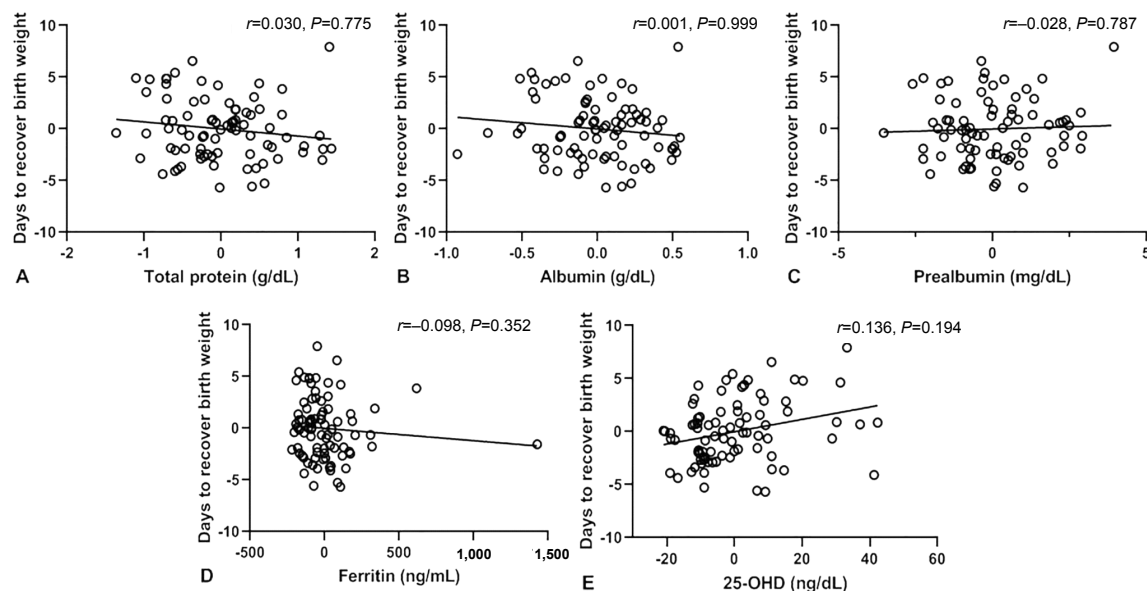 r=0.030, P=0.775
Days to recover birth weight
10
5
0
-5
-10
-2
-1
0
1
2
A
Total protein (g/dL)
r=0.001, P=0.999
Days to recover birth weight
10
5
0
-5
-10
-1.0
-0.5
0.0
0.5
1.0
B
Albumin (g/dL)
r=–0.028, P=0.787
Days to recover birth weight
10
5
0
-5
-10
-5
0
5
C
Prealbumin (mg/dL)
r=–0.098, P=0.352
Days to recover birth weight
10
5
0
-5
-10
-500
0
500
1,000
1,500
D
Ferritin (ng/mL)
r=0.136, P=0.194
Days to recover birth weight
10
5
0
-5
-10
-20
0
20
40
60
E
25-OHD (ng/dL)